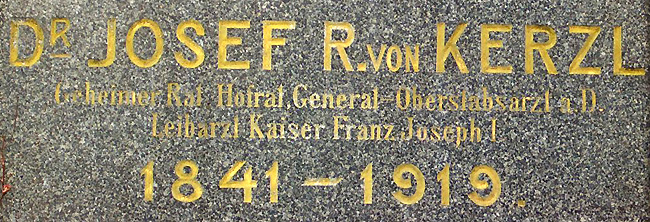 DR JOSEF R. VON KERZL
Geheimer Rat, Hofrat, General-Oberstabsarzt a. D.
Leibarzt Kaiser Franz Joseph I
1841 – 1919.